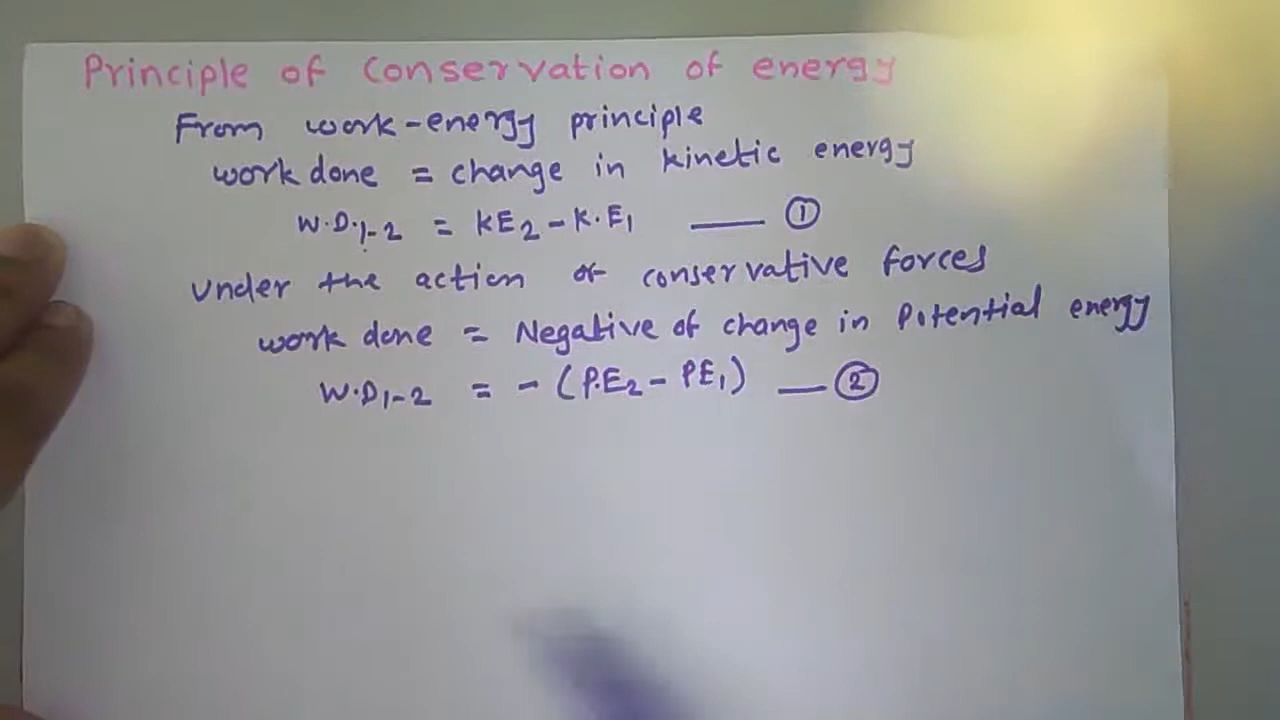 Principle of Conservation of energy
From work-energy principle
work done = change in kinetic energy
W.D.1-2 = KE2 - K.E1 —— ①
under the action of conservative forces
work done = Negative of change in Potential energy
W.D1-2 = - (P.E2 - PE1) — ②